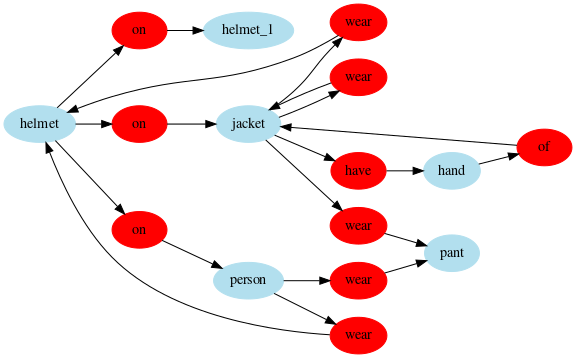 on
helmet_1
wear
wear
helmet
on
jacket
of
have
hand
wear
on
pant
person
wear
wear